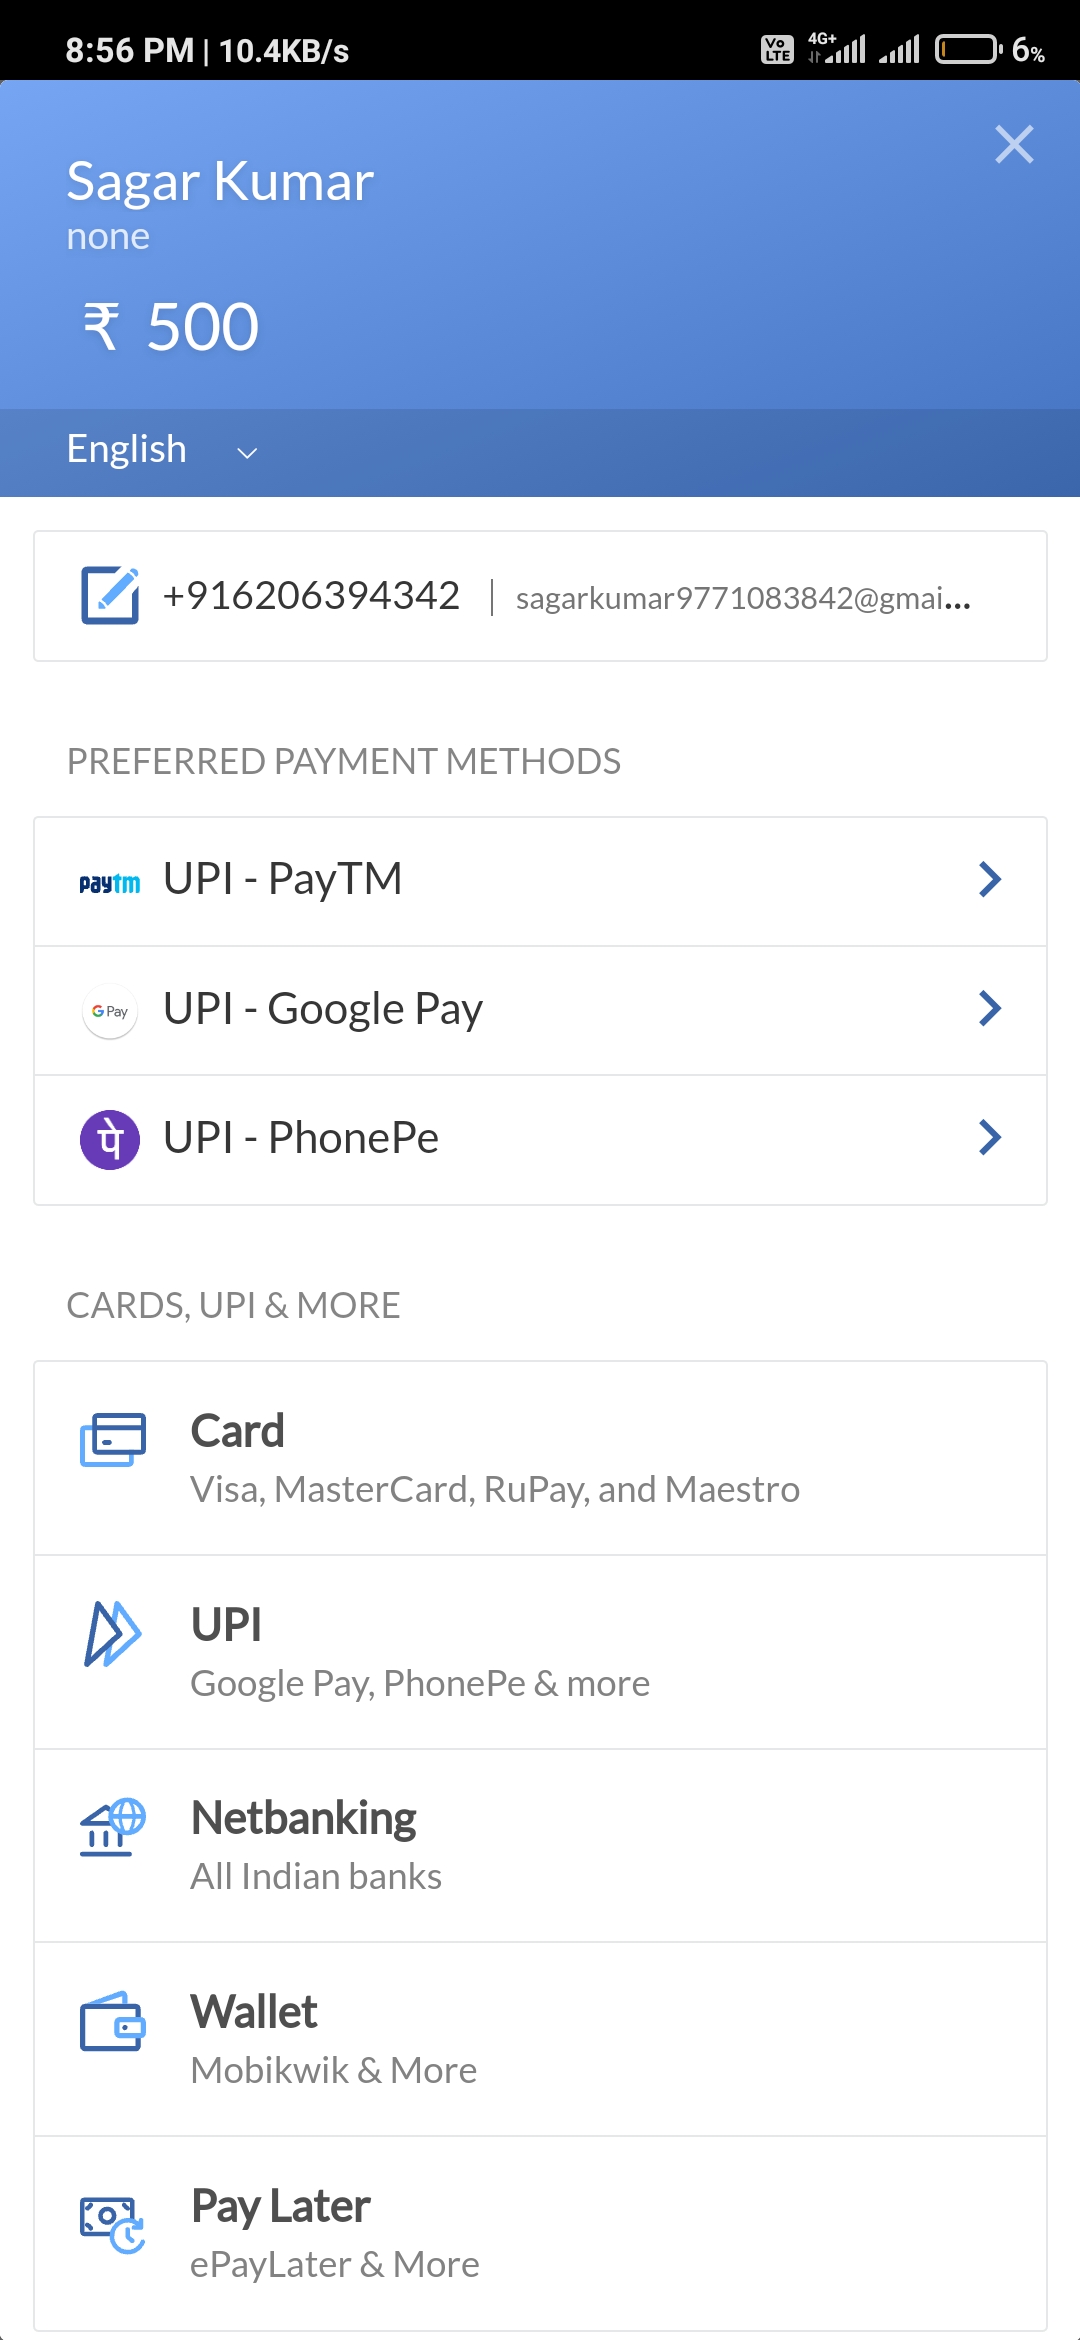 8:56 PM | 10.4KB/s
Vo LTE 4G+ 6%
Sagar Kumar
none
₹ 500
English
+916206394342 | sagarkumar9771083842@gmai...
PREFERRED PAYMENT METHODS
paytm UPI - PayTM
G Pay UPI - Google Pay
पे UPI - PhonePe
CARDS, UPI & MORE
Card
Visa, MasterCard, RuPay, and Maestro
UPI
Google Pay, PhonePe & more
Netbanking
All Indian banks
Wallet
Mobikwik & More
Pay Later
ePayLater & More